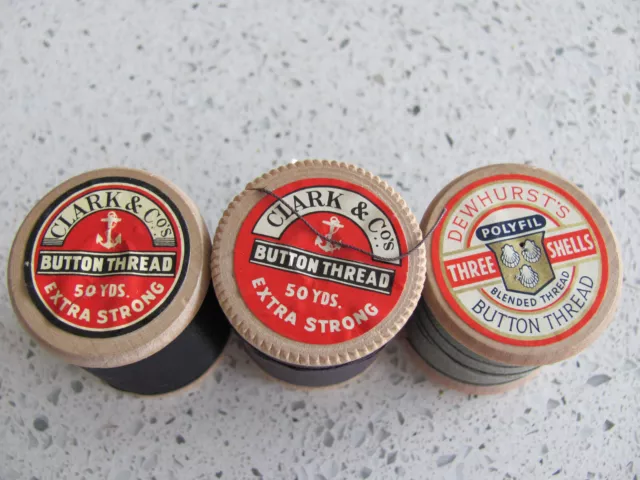 CLARK & Co's.
BUTTON THREAD
50 YDS.
EXTRA STRONG
CLARK & Co's.
BUTTON THREAD
50 YDS.
EXTRA STRONG
DEWHURST'S
POLYFIL
THREE SHELLS
BLENDED THREAD
BUTTON THREAD